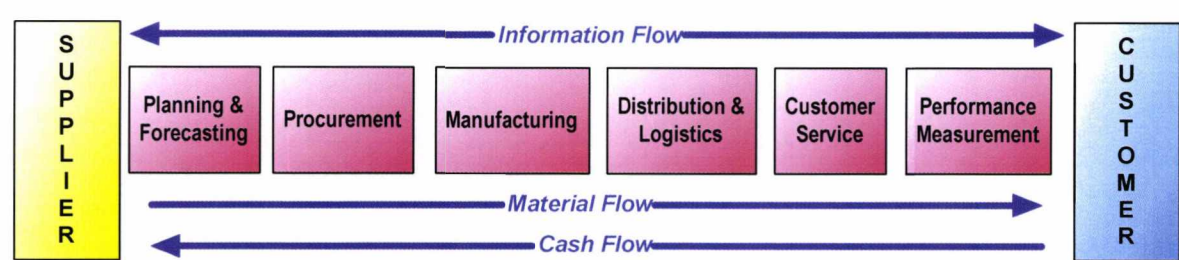 SUPPLIER
Information Flow
CUSTOMER
Planning &
Forecasting
Procurement
Manufacturing
Distribution &
Logistics
Customer
Service
Performance
Measurement
Material Flow
Cash Flow